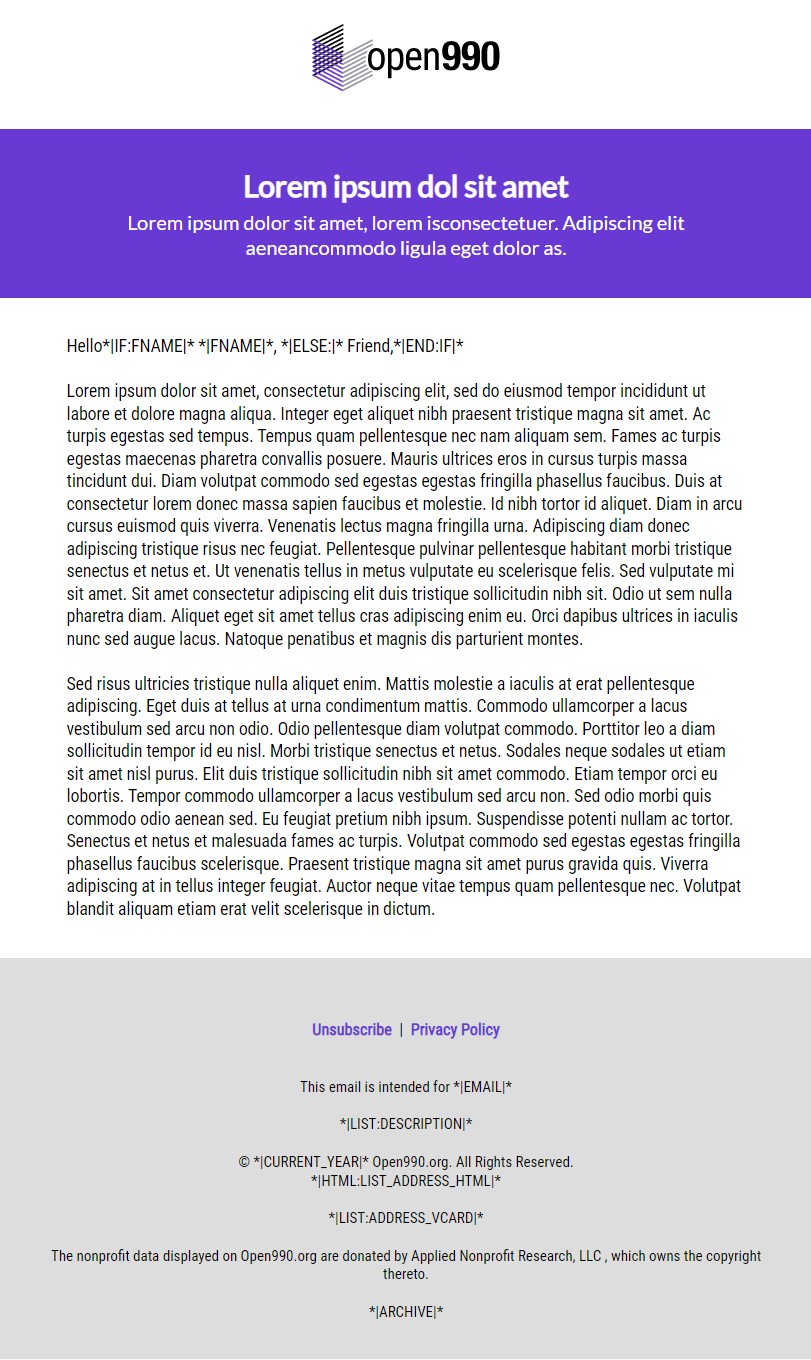 open990
Lorem ipsum dol sit amet
Lorem ipsum dolor sit amet, lorem isconsectetuer. Adipiscing elit
aeneancommodo ligula eget dolor as.
Hello*|IF:FNAME|* *|FNAME|*, *|ELSE:|* Friend,*|END:IF|*
Lorem ipsum dolor sit amet, consectetur adipiscing elit, sed do eiusmod tempor incididunt ut
labore et dolore magna aliqua. Integer eget aliquet nibh praesent tristique magna sit amet. Ac
turpis egestas sed tempus. Tempus quam pellentesque nec nam aliquam sem. Fames ac turpis
egestas maecenas pharetra convallis posuere. Mauris ultrices eros in cursus turpis massa
tincidunt dui. Diam volutpat commodo sed egestas egestas fringilla phasellus faucibus. Duis at
consectetur lorem donec massa sapien faucibus et molestie. Id nibh tortor id aliquet. Diam in arcu
cursus euismod quis viverra. Venenatis lectus magna fringilla urna. Adipiscing diam donec
adipiscing tristique risus nec feugiat. Pellentesque pulvinar pellentesque habitant morbi tristique
senectus et netus et. Ut venenatis tellus in metus vulputate eu scelerisque felis. Sed vulputate mi
sit amet. Sit amet consectetur adipiscing elit duis tristique sollicitudin nibh sit. Odio ut sem nulla
pharetra diam. Aliquet eget sit amet tellus cras adipiscing enim eu. Orci dapibus ultrices in iaculis
nunc sed augue lacus. Natoque penatibus et magnis dis parturient montes.
Sed risus ultricies tristique nulla aliquet enim. Mattis molestie a iaculis at erat pellentesque
adipiscing. Eget duis at tellus at urna condimentum mattis. Commodo ullamcorper a lacus
vestibulum sed arcu non odio. Odio pellentesque diam volutpat commodo. Porttitor leo a diam
sollicitudin tempor id eu nisl. Morbi tristique senectus et netus. Sodales neque sodales ut etiam
sit amet nisl purus. Elit duis tristique sollicitudin nibh sit amet commodo. Etiam tempor orci eu
lobortis. Tempor commodo ullamcorper a lacus vestibulum sed arcu non. Sed odio morbi quis
commodo odio aenean sed. Eu feugiat pretium nibh ipsum. Suspendisse potenti nullam ac tortor.
Senectus et netus et malesuada fames ac turpis. Volutpat commodo sed egestas egestas fringilla
phasellus faucibus scelerisque. Praesent tristique magna sit amet purus gravida quis. Viverra
adipiscing at in tellus integer feugiat. Auctor neque vitae tempus quam pellentesque nec. Volutpat
blandit aliquam etiam erat velit scelerisque in dictum.
Unsubscribe | Privacy Policy
This email is intended for *|EMAIL|*
*|LIST:DESCRIPTION|*
© *|CURRENT_YEAR|* Open990.org. All Rights Reserved.
*|HTML:LIST_ADDRESS_HTML|*
*|LIST:ADDRESS_VCARD|*
The nonprofit data displayed on Open990.org are donated by Applied Nonprofit Research, LLC , which owns the copyright
thereto.
*|ARCHIVE|*